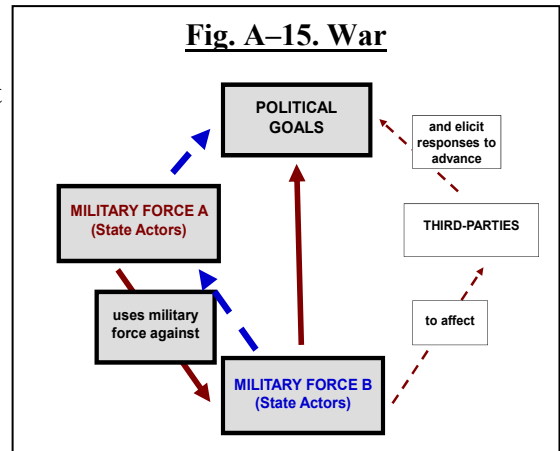 t
Fig. A–15. War
POLITICAL
GOALS
and elicit
responses to
advance
MILITARY FORCE A
(State Actors)
THIRD-PARTIES
uses military
force against
to affect
MILITARY FORCE B
(State Actors)